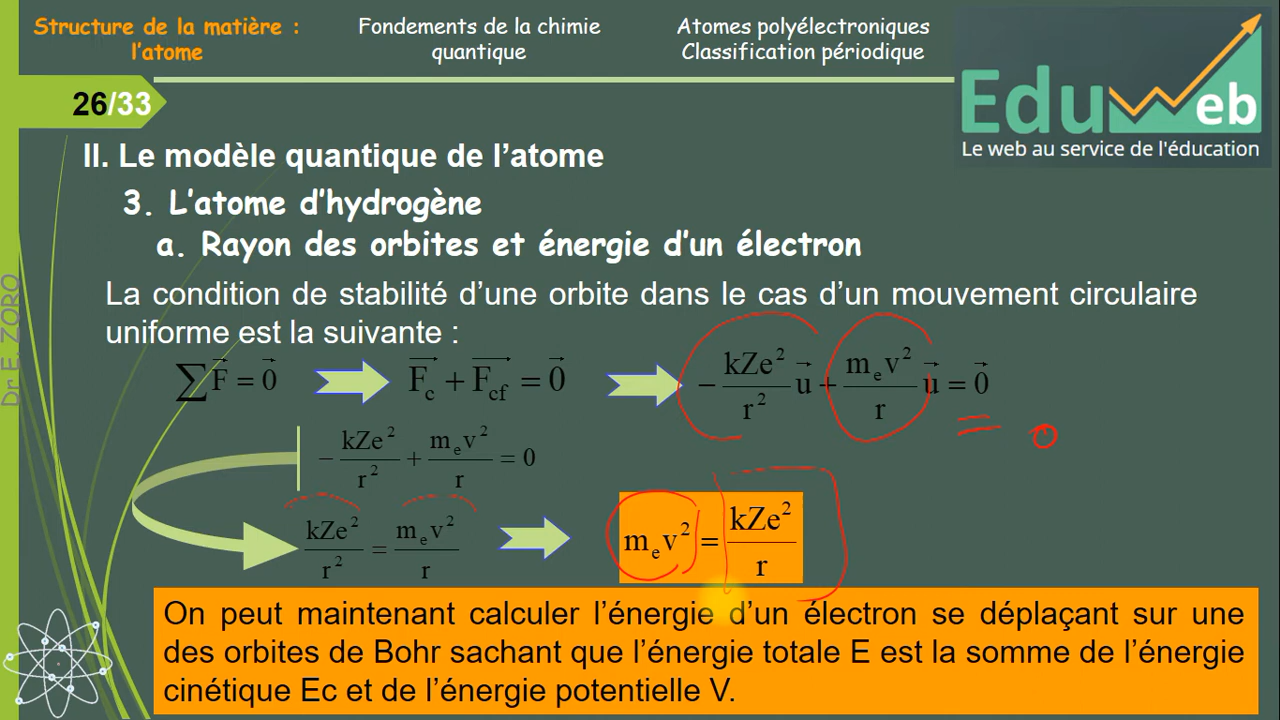 Structure de la matière :
l'atome
Fondements de la chimie
quantique
Atomes polyélectroniques
Classification périodique
Eduweb
Le web au service de l'éducation
26/33
II. Le modèle quantique de l'atome
3. L'atome d'hydrogène
a. Rayon des orbites et énergie d'un électron
Dr E. ZORO
La condition de stabilité d'une orbite dans le cas d'un mouvement circulaire
uniforme est la suivante :
∑F⃗ = 0⃗
F⃗c + F⃗cf = 0⃗
− kZe²/r² u⃗ + mₑv²/r u⃗ = 0⃗
= 0
− kZe²/r² + mₑv²/r = 0
kZe²/r² = mₑv²/r
mₑv² = kZe²/r
On peut maintenant calculer l'énergie d'un électron se déplaçant sur une
des orbites de Bohr sachant que l'énergie totale E est la somme de l'énergie
cinétique Ec et de l'énergie potentielle V.